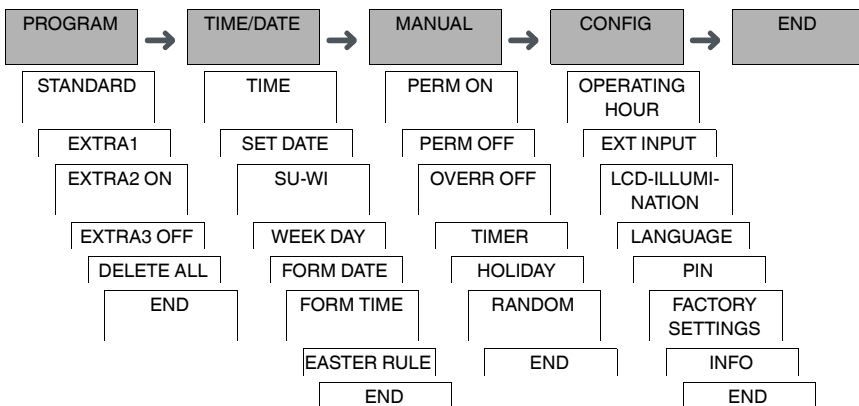 PROGRAM
TIME/DATE
MANUAL
CONFIG
END
STANDARD
EXTRA1
EXTRA2 ON
EXTRA3 OFF
DELETE ALL
END
TIME
SET DATE
SU-WI
WEEK DAY
FORM DATE
FORM TIME
EASTER RULE
END
PERM ON
PERM OFF
OVERR OFF
TIMER
HOLIDAY
RANDOM
END
OPERATING
HOUR
EXT INPUT
LCD-ILLUMI-
NATION
LANGUAGE
PIN
FACTORY
SETTINGS
INFO
END